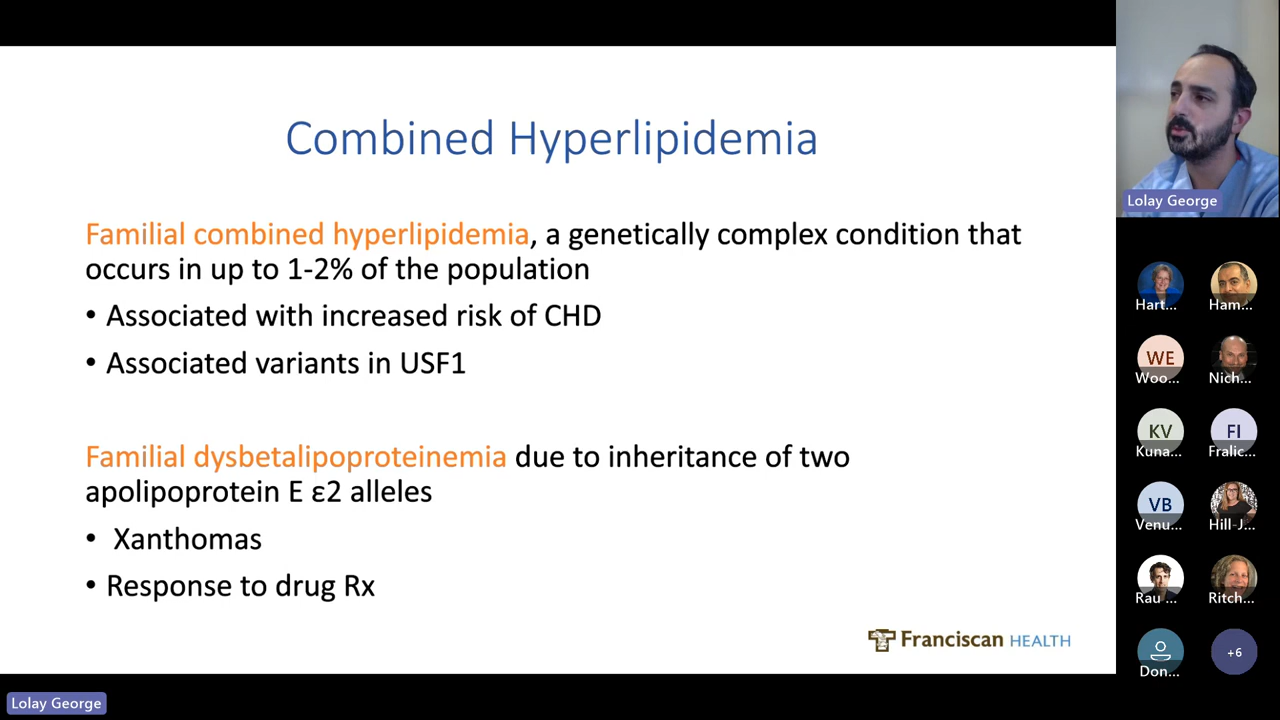 Combined Hyperlipidemia
Familial combined hyperlipidemia, a genetically complex condition that
occurs in up to 1-2% of the population
• Associated with increased risk of CHD
• Associated variants in USF1
Familial dysbetalipoproteinemia due to inheritance of two
apolipoprotein E ε2 alleles
• Xanthomas
• Response to drug Rx
Franciscan HEALTH
Lolay George
Hart...
Ham...
WE
Woo...
Nich...
KV
Kuna...
FI
Fralic...
VB
Venu...
Hill-J...
Rau ...
Ritch...
Don...
+6
Lolay George